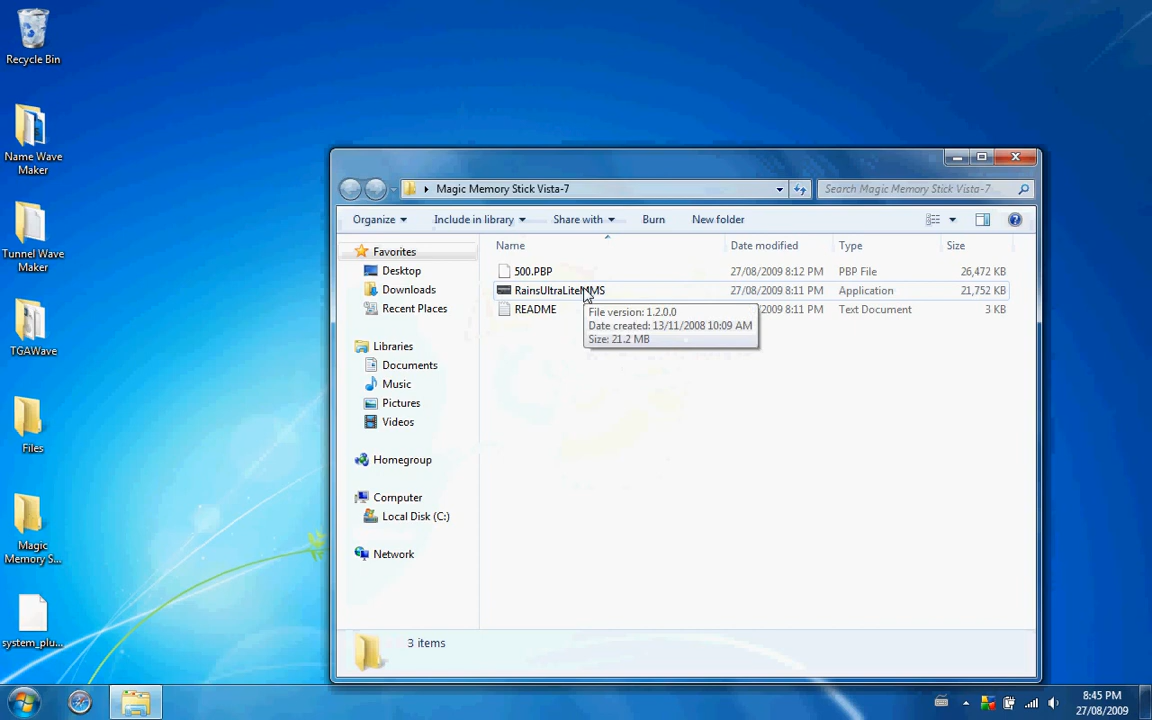 Recycle Bin
Name Wave
Maker
Tunnel Wave
Maker
TGAWave
Files
Magic
Memory S...
system_plu...
Magic Memory Stick Vista-7
Search Magic Memory Stick Vista-7
Organize
Include in library
Share with
Burn
New folder
Favorites
Desktop
Downloads
Recent Places
Libraries
Documents
Music
Pictures
Videos
Homegroup
Computer
Local Disk (C:)
Network
Name Date modified Type Size
500.PBP 27/08/2009 8:12 PM PBP File 26,472 KB
RainsUltraLiteMMS 27/08/2009 8:11 PM Application 21,752 KB
README 8:11 PM Text Document 3 KB
File version: 1.2.0.0
Date created: 13/11/2008 10:09 AM
Size: 21.2 MB
3 items
8:45 PM
27/08/2009